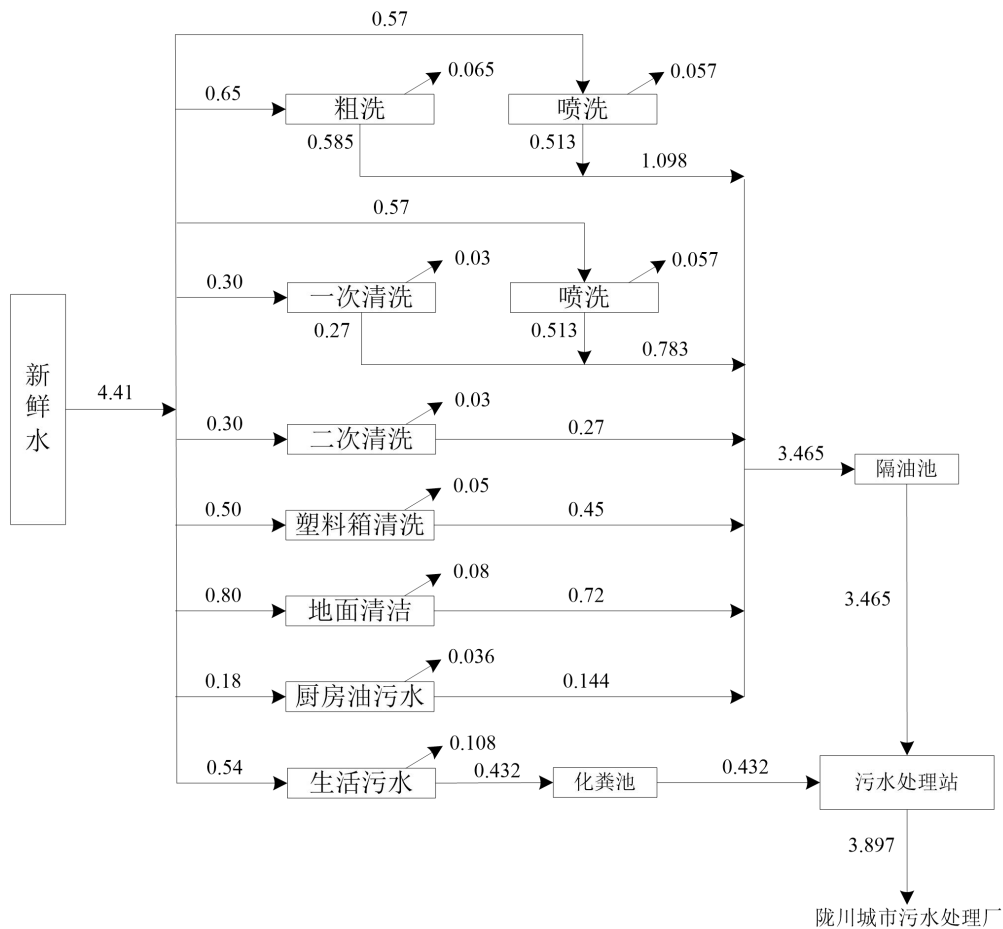 0.57
0.065
0.057
0.65
粗洗
喷洗
0.585
0.513
1.098
0.57
0.03
0.057
0.30
一次清洗
喷洗
0.27
0.513
0.783
新鲜水
4.41
0.03
0.30
二次清洗
0.27
3.465
隔油池
0.05
0.50
塑料箱清洗
0.45
0.08
0.80
地面清洁
0.72
3.465
0.036
0.18
厨房油污水
0.144
0.108
0.54
生活污水
0.432
化粪池
0.432
污水处理站
3.897
陇川城市污水处理厂